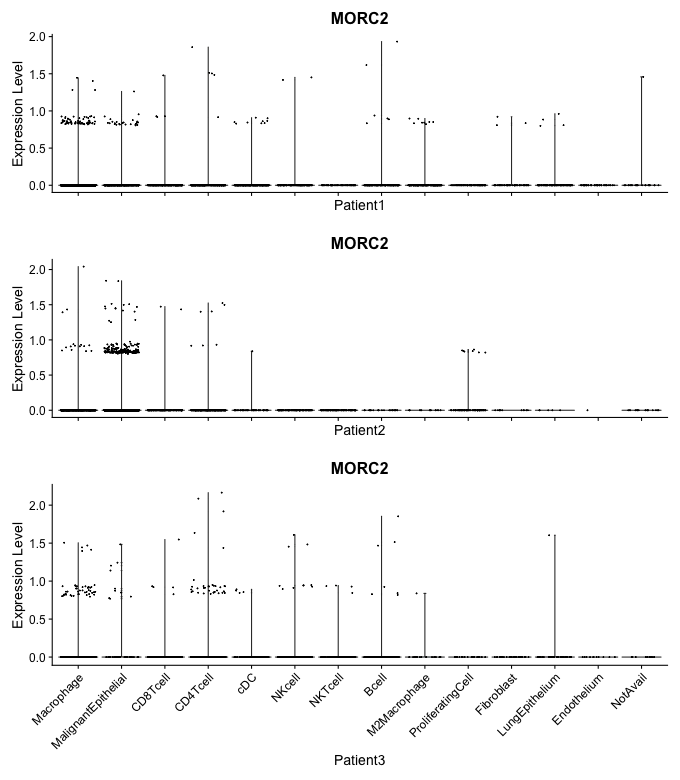 MORC2
Expression Level
2.0
1.5
1.0
0.5
0.0
Patient1
MORC2
Expression Level
2.0
1.5
1.0
0.5
0.0
Patient2
MORC2
Expression Level
2.0
1.5
1.0
0.5
0.0
Macrophage
MalignantEpithelial
CD8Tcell
CD4Tcell
cDC
NKcell
NKTcell
Bcell
M2Macrophage
ProliferatingCell
Fibroblast
LungEpithelium
Endothelium
NotAvail
Patient3